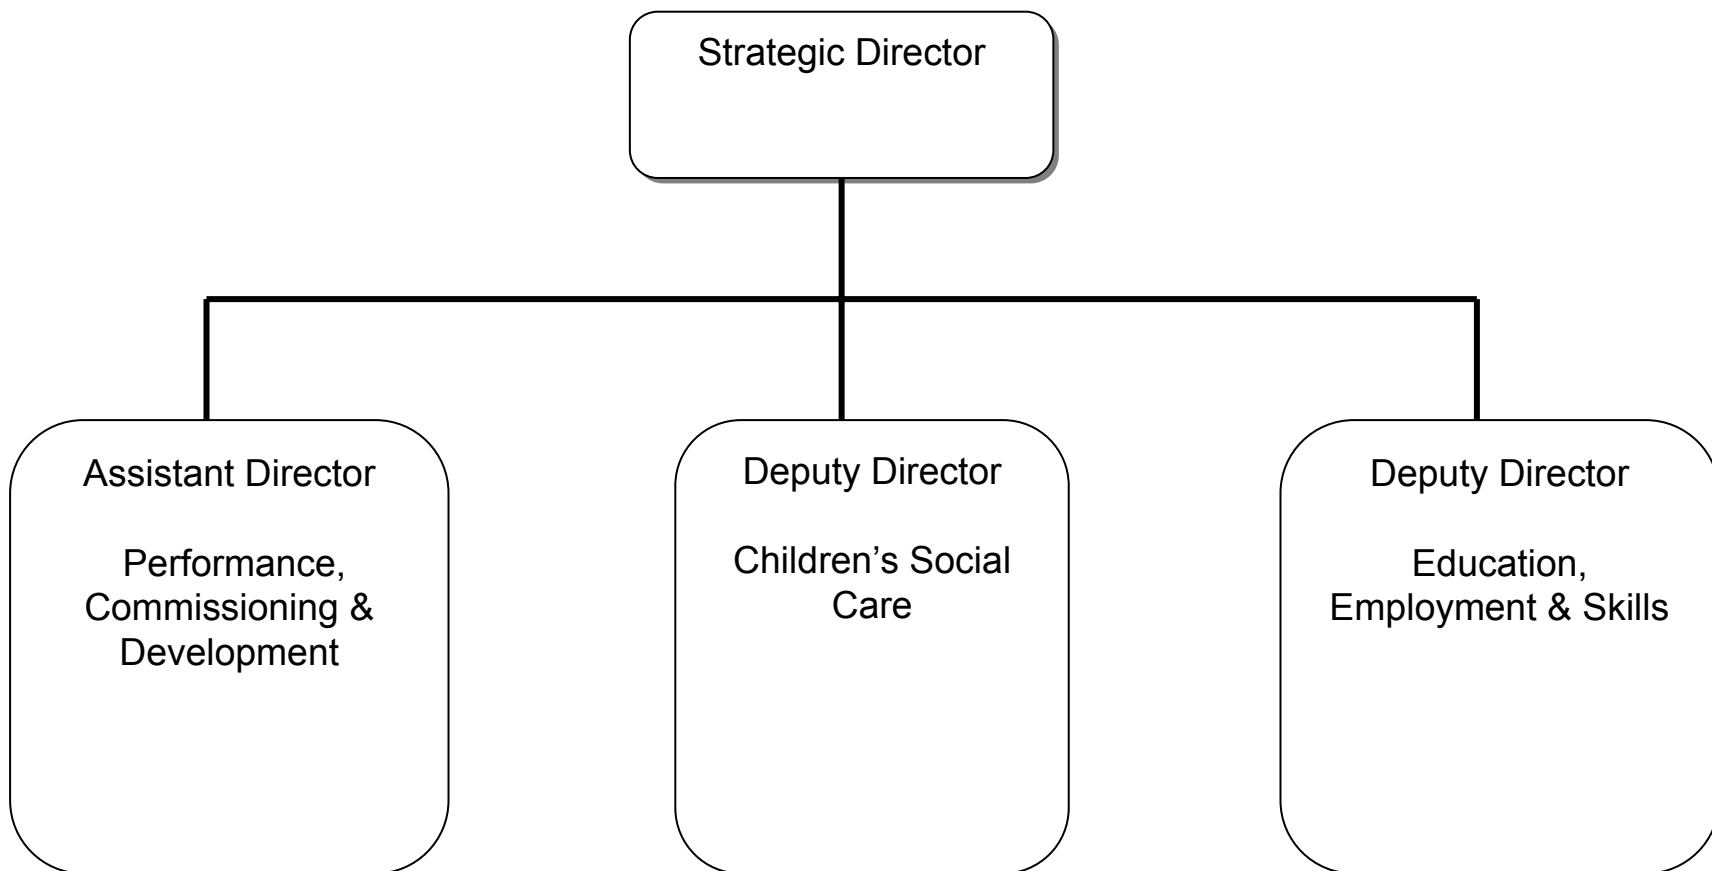 Strategic Director
Assistant Director
Performance,
Commissioning &
Development
Deputy Director
Children’s Social
Care
Deputy Director
Education,
Employment & Skills